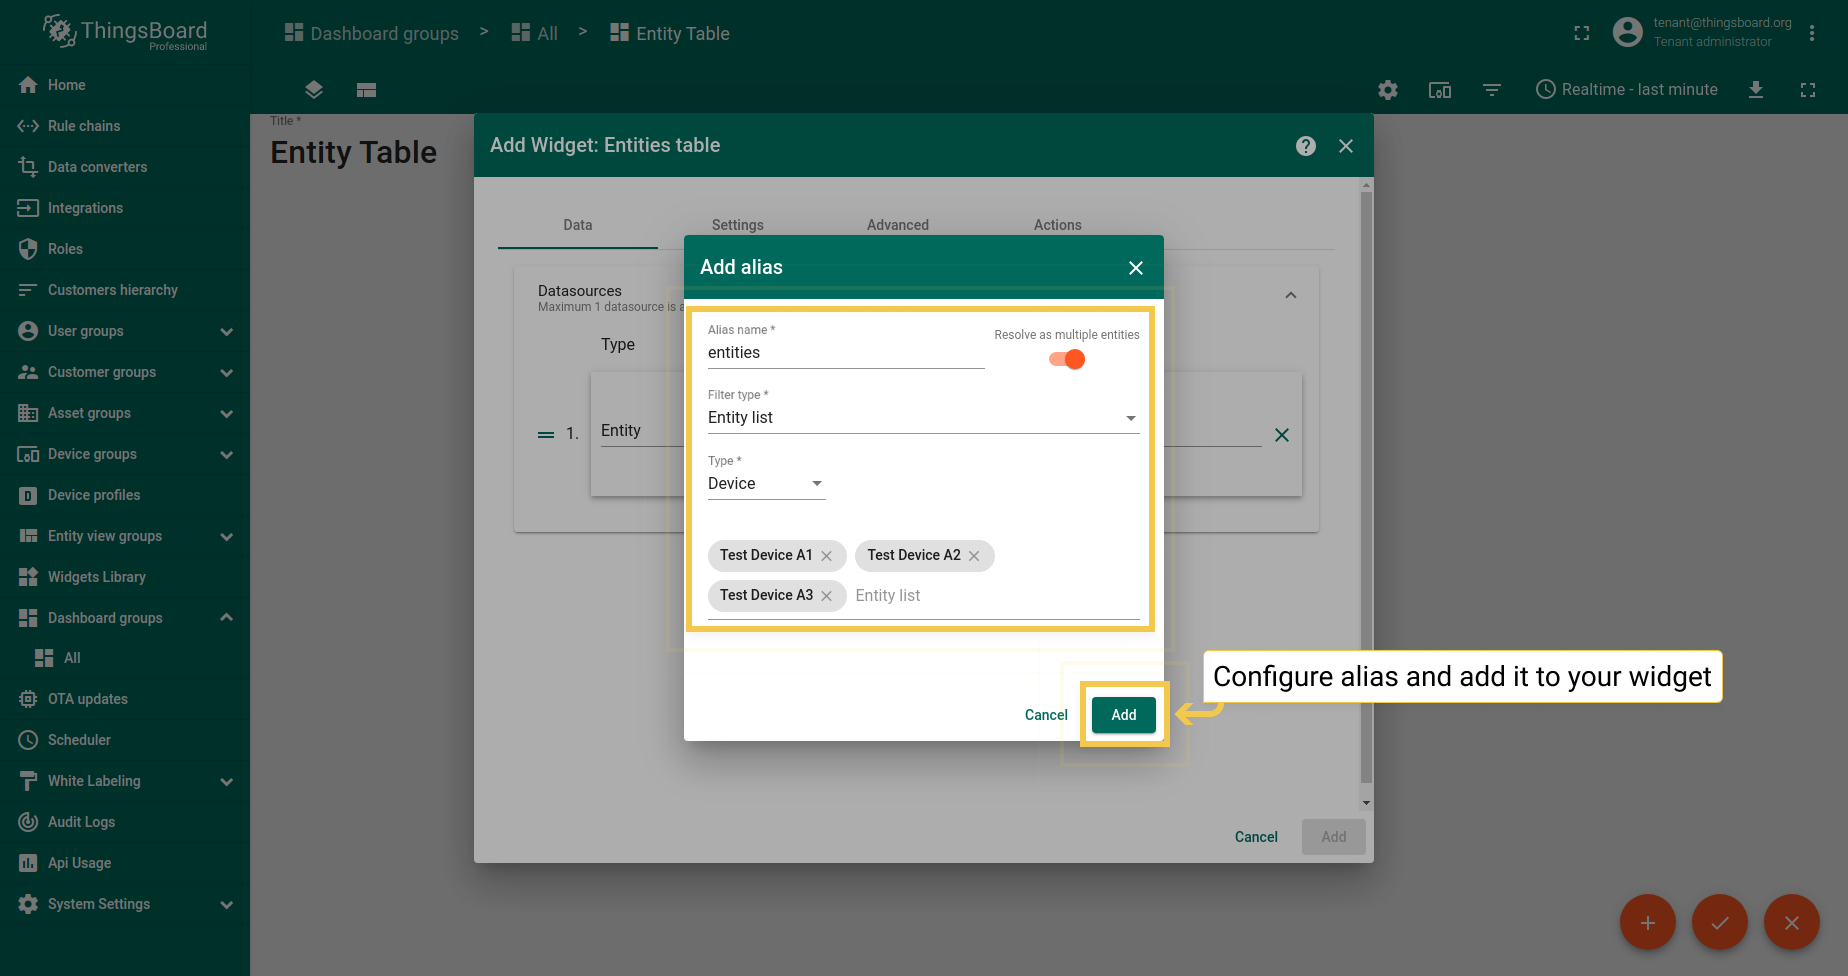 ThingsBoard
Professional
Dashboard groups > All > Entity Table
tenant@thingsboard.org
Tenant administrator
Realtime - last minute
Home
Rule chains
Data converters
Integrations
Roles
Customers hierarchy
User groups
Customer groups
Asset groups
Device groups
Device profiles
Entity view groups
Widgets Library
Dashboard groups
All
OTA updates
Scheduler
White Labeling
Audit Logs
Api Usage
System Settings
Title *
Entity Table
Add Widget: Entities table
Data Settings Advanced Actions
Datasources
Maximum 1 datasource is a
Type
1. Entity
Add alias
Alias name *
entities
Resolve as multiple entities
Filter type *
Entity list
Type *
Device
Test Device A1 Test Device A2
Test Device A3 Entity list
Cancel Add
Configure alias and add it to your widget
Cancel Add